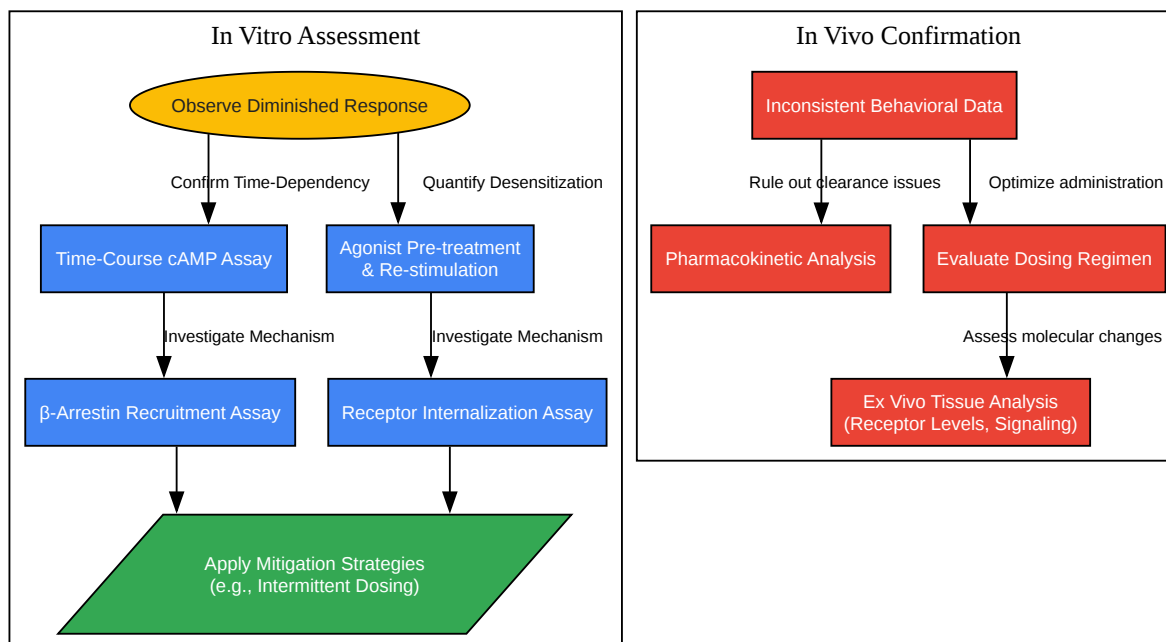 In Vitro Assessment
Observe Diminished Response
Confirm Time-Dependency
Quantify Desensitization
Time-Course cAMP Assay
Agonist Pre-treatment
& Re-stimulation
Investigate Mechanism
Investigate Mechanism
β-Arrestin Recruitment Assay
Receptor Internalization Assay
Apply Mitigation Strategies
(e.g., Intermittent Dosing)
In Vivo Confirmation
Inconsistent Behavioral Data
Rule out clearance issues
Optimize administration
Pharmacokinetic Analysis
Evaluate Dosing Regimen
Assess molecular changes
Ex Vivo Tissue Analysis
(Receptor Levels, Signaling)